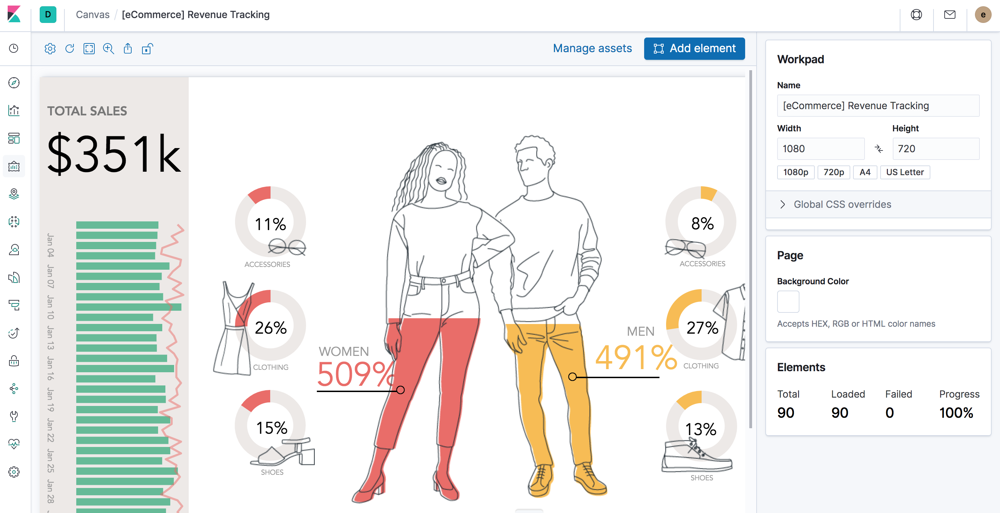 D
Canvas / [eCommerce] Revenue Tracking
e
Manage assets
Add element
TOTAL SALES
$351k
Jan 04
Jan 07
Jan 10
Jan 13
Jan 16
Jan 19
Jan 22
Jan 25
Jan 28
11%
ACCESSORIES
26%
CLOTHING
15%
SHOES
WOMEN
509%
MEN
491%
8%
ACCESSORIES
27%
CLOTHING
13%
SHOES
Workpad
Name
[eCommerce] Revenue Tracking
Width Height
1080 720
1080p 720p A4 US Letter
Global CSS overrides
Page
Background Color
Accepts HEX, RGB or HTML color names
Elements
Total Loaded Failed Progress
90 90 0 100%